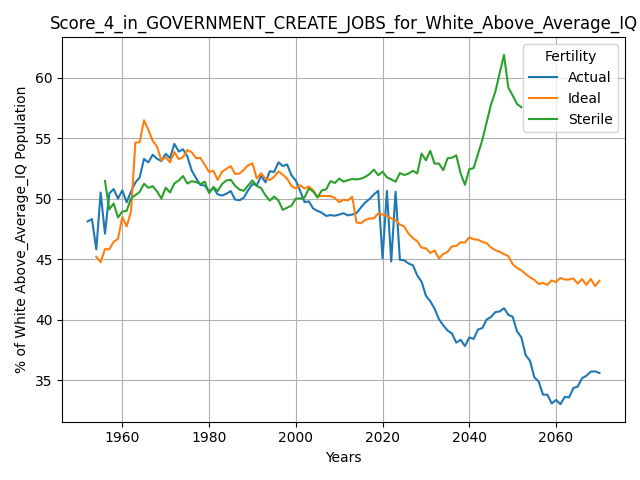 Score_4_in_GOVERNMENT_CREATE_JOBS_for_White_Above_Average_IQ
% of White Above_Average_IQ Population
60
55
50
45
40
35
Fertility
Actual
Ideal
Sterile
1960
1980
2000
2020
2040
2060
Years